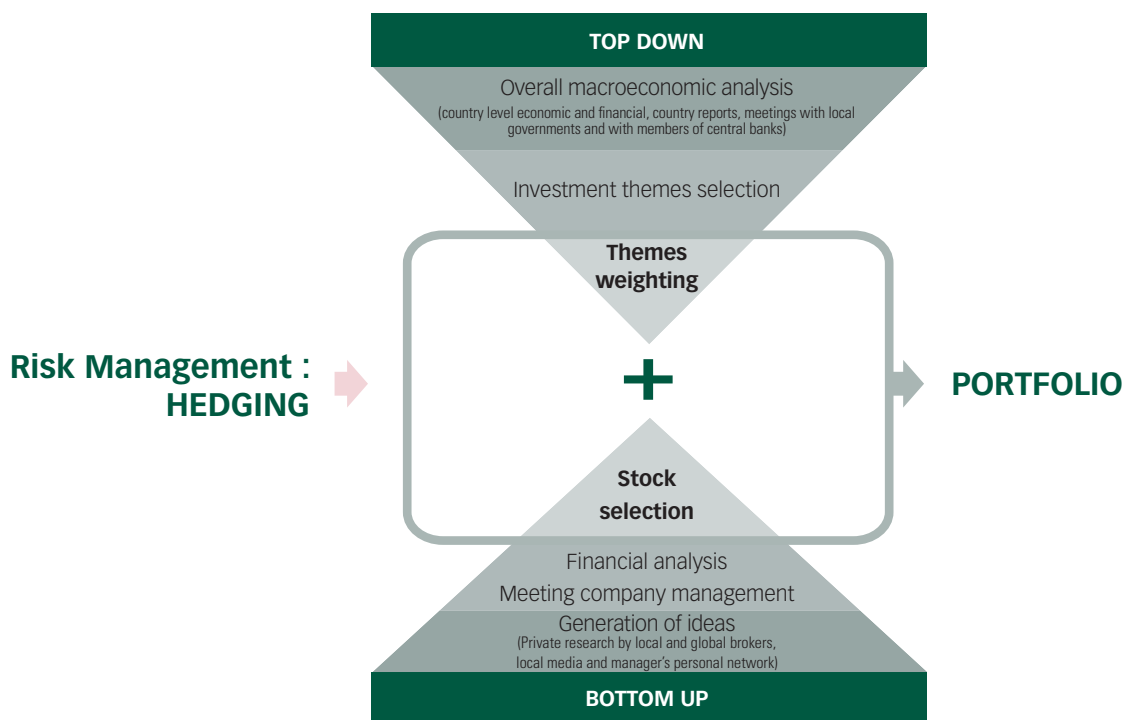 TOP DOWN
Overall macroeconomic analysis
(country level economic and financial, country reports, meetings with local
governments and with members of central banks)
Investment themes selection
Themes
weighting
Risk Management :
HEDGING
+
PORTFOLIO
Stock
selection
Financial analysis
Meeting company management
Generation of ideas
(Private research by local and global brokers,
local media and manager’s personal network)
BOTTOM UP